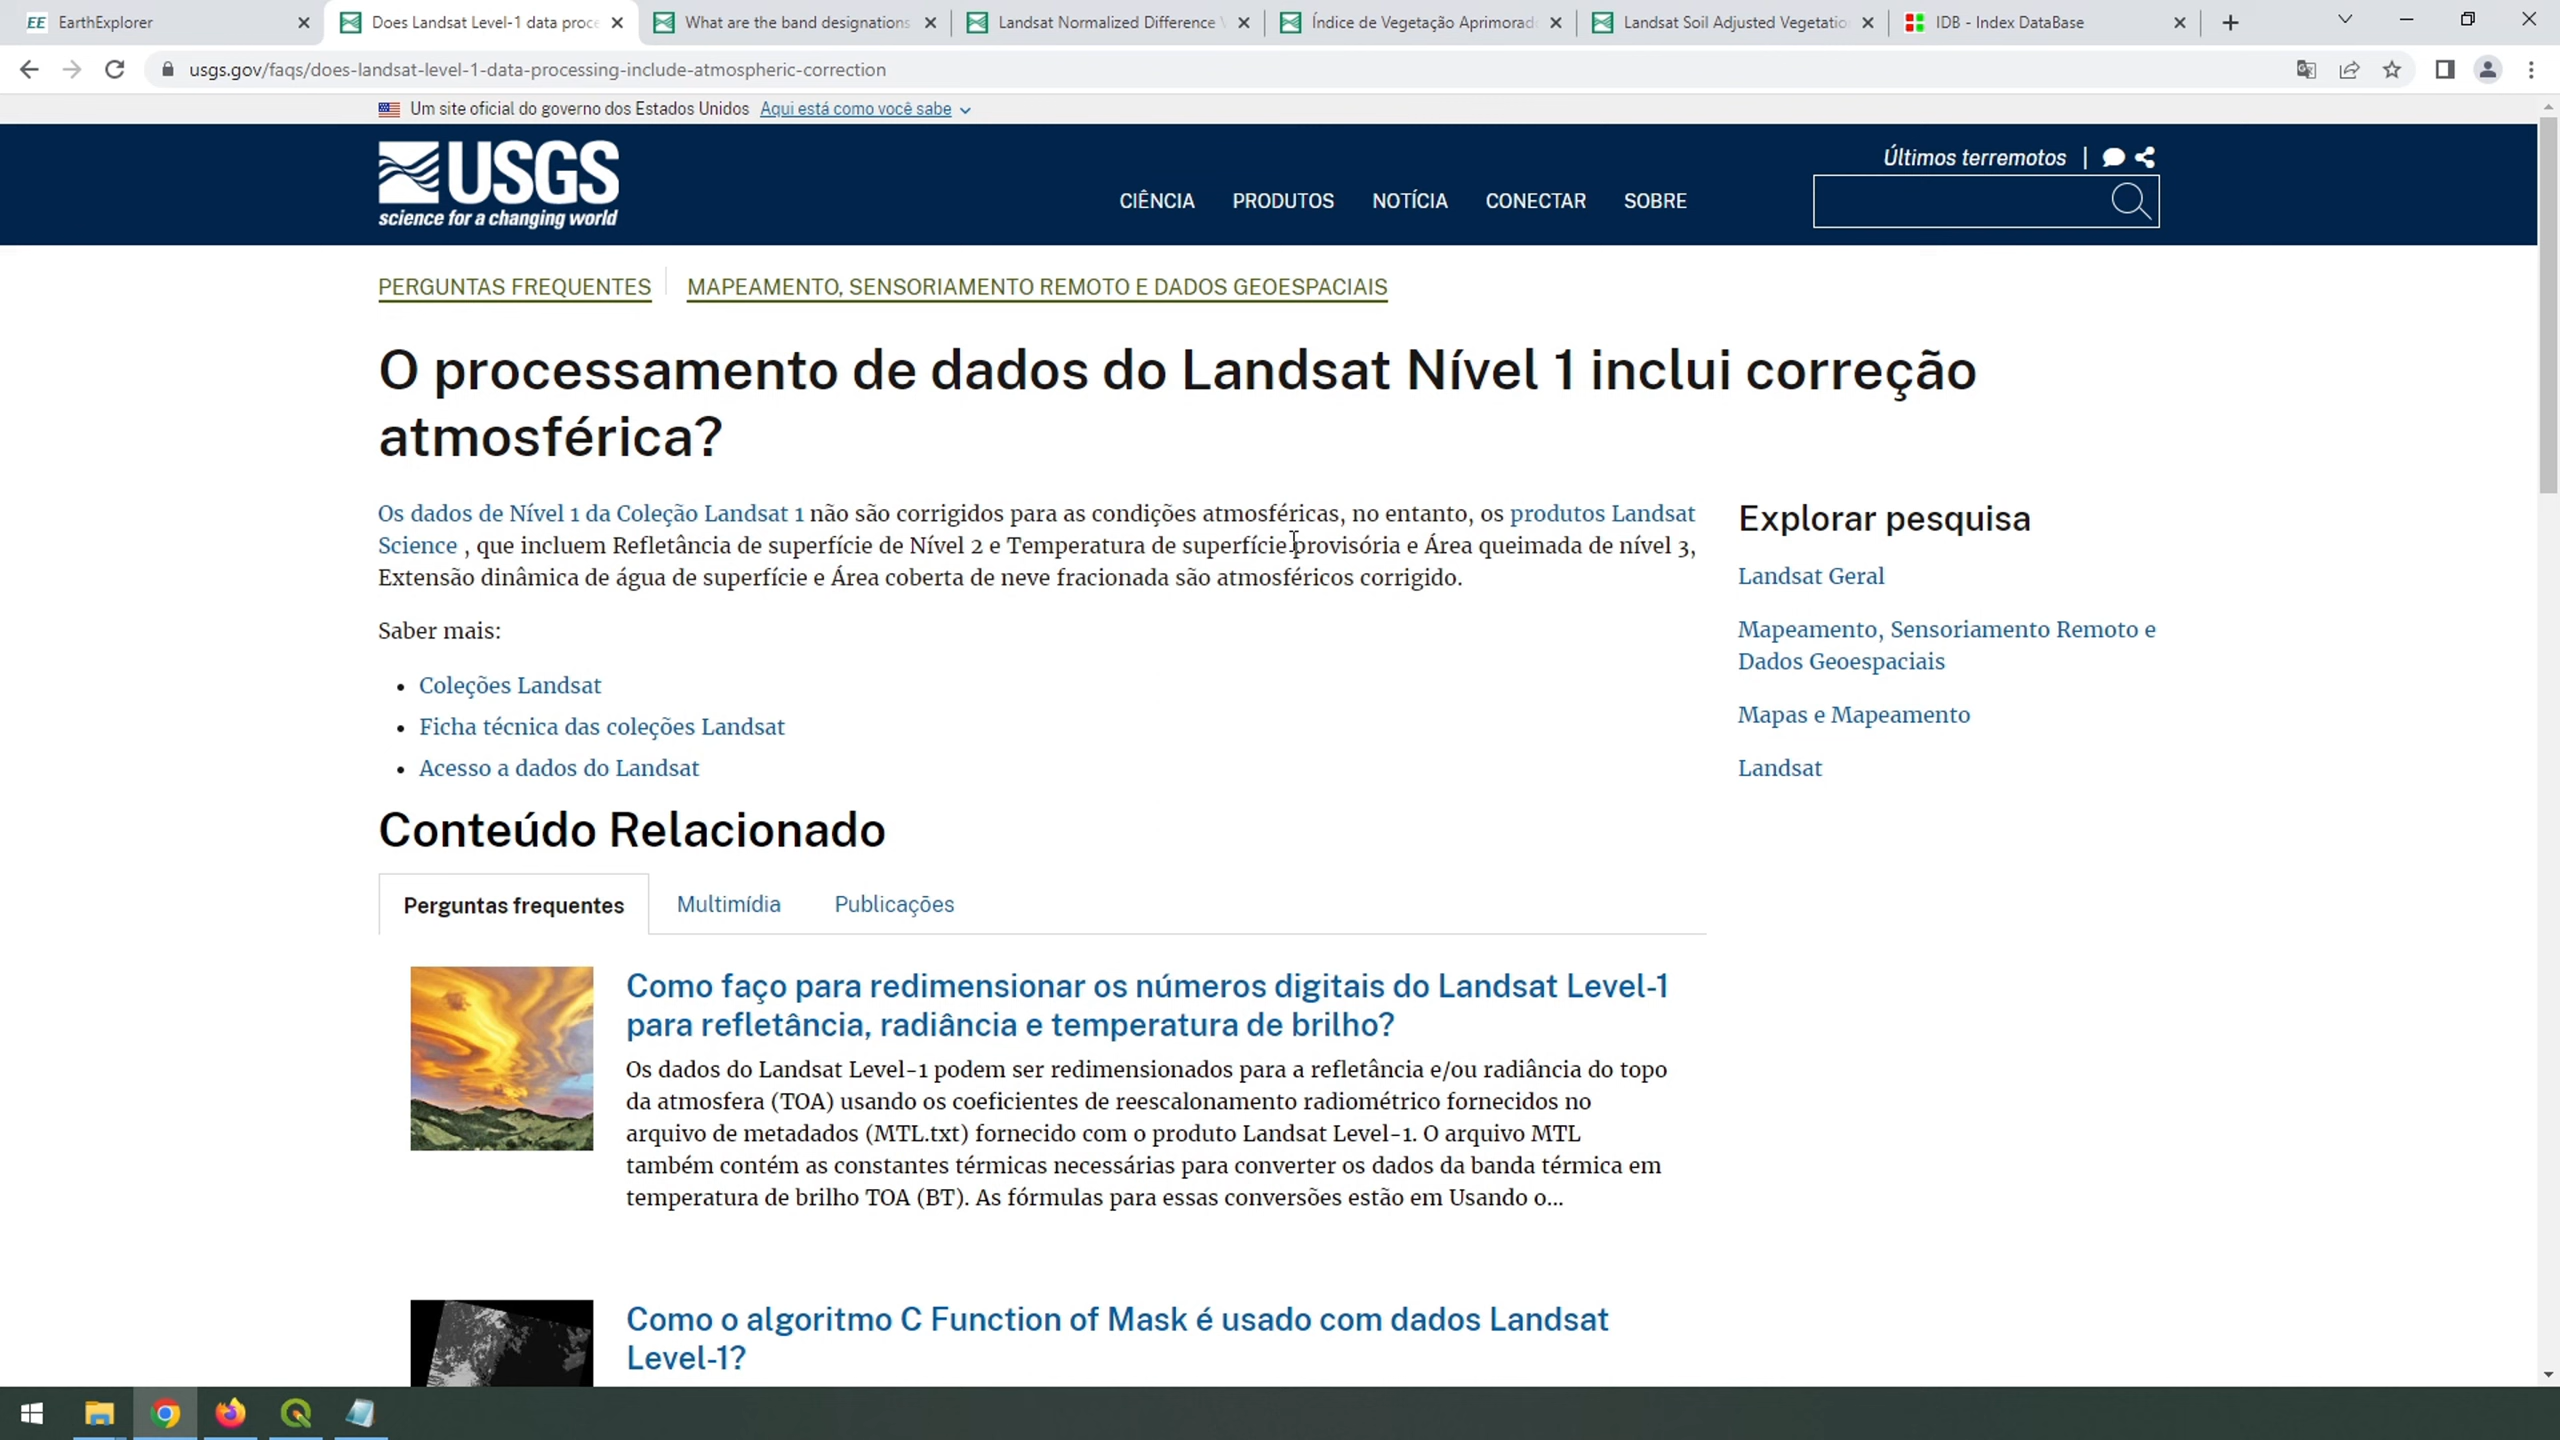 EE EarthExplorer
Does Landsat Level-1 data proce
What are the band designations
Landsat Normalized Difference V
Índice de Vegetação Aprimorad
Landsat Soil Adjusted Vegetatio
IDB - Index DataBase
usgs.gov/faqs/does-landsat-level-1-data-processing-include-atmospheric-correction
Um site oficial do governo dos Estados Unidos Aqui está como você sabe
USGS
science for a changing world
Últimos terremotos |
CIÊNCIA PRODUTOS NOTÍCIA CONECTAR SOBRE
PERGUNTAS FREQUENTES MAPEAMENTO, SENSORIAMENTO REMOTO E DADOS GEOESPACIAIS
O processamento de dados do Landsat Nível 1 inclui correção
atmosférica?
Os dados de Nível 1 da Coleção Landsat 1 não são corrigidos para as condições atmosféricas, no entanto, os produtos Landsat
Science , que incluem Refletância de superfície de Nível 2 e Temperatura de superfície provisória e Área queimada de nível 3,
Extensão dinâmica de água de superfície e Área coberta de neve fracionada são atmosféricos corrigido.
Saber mais:
• Coleções Landsat
• Ficha técnica das coleções Landsat
• Acesso a dados do Landsat
Explorar pesquisa
Landsat Geral
Mapeamento, Sensoriamento Remoto e
Dados Geoespaciais
Mapas e Mapeamento
Landsat
Conteúdo Relacionado
Perguntas frequentes Multimídia Publicações
Como faço para redimensionar os números digitais do Landsat Level-1
para refletância, radiância e temperatura de brilho?
Os dados do Landsat Level-1 podem ser redimensionados para a refletância e/ou radiância do topo
da atmosfera (TOA) usando os coeficientes de reescalonamento radiométrico fornecidos no
arquivo de metadados (MTL.txt) fornecido com o produto Landsat Level-1. O arquivo MTL
também contém as constantes térmicas necessárias para converter os dados da banda térmica em
temperatura de brilho TOA (BT). As fórmulas para essas conversões estão em Usando o...
Como o algoritmo C Function of Mask é usado com dados Landsat
Level-1?